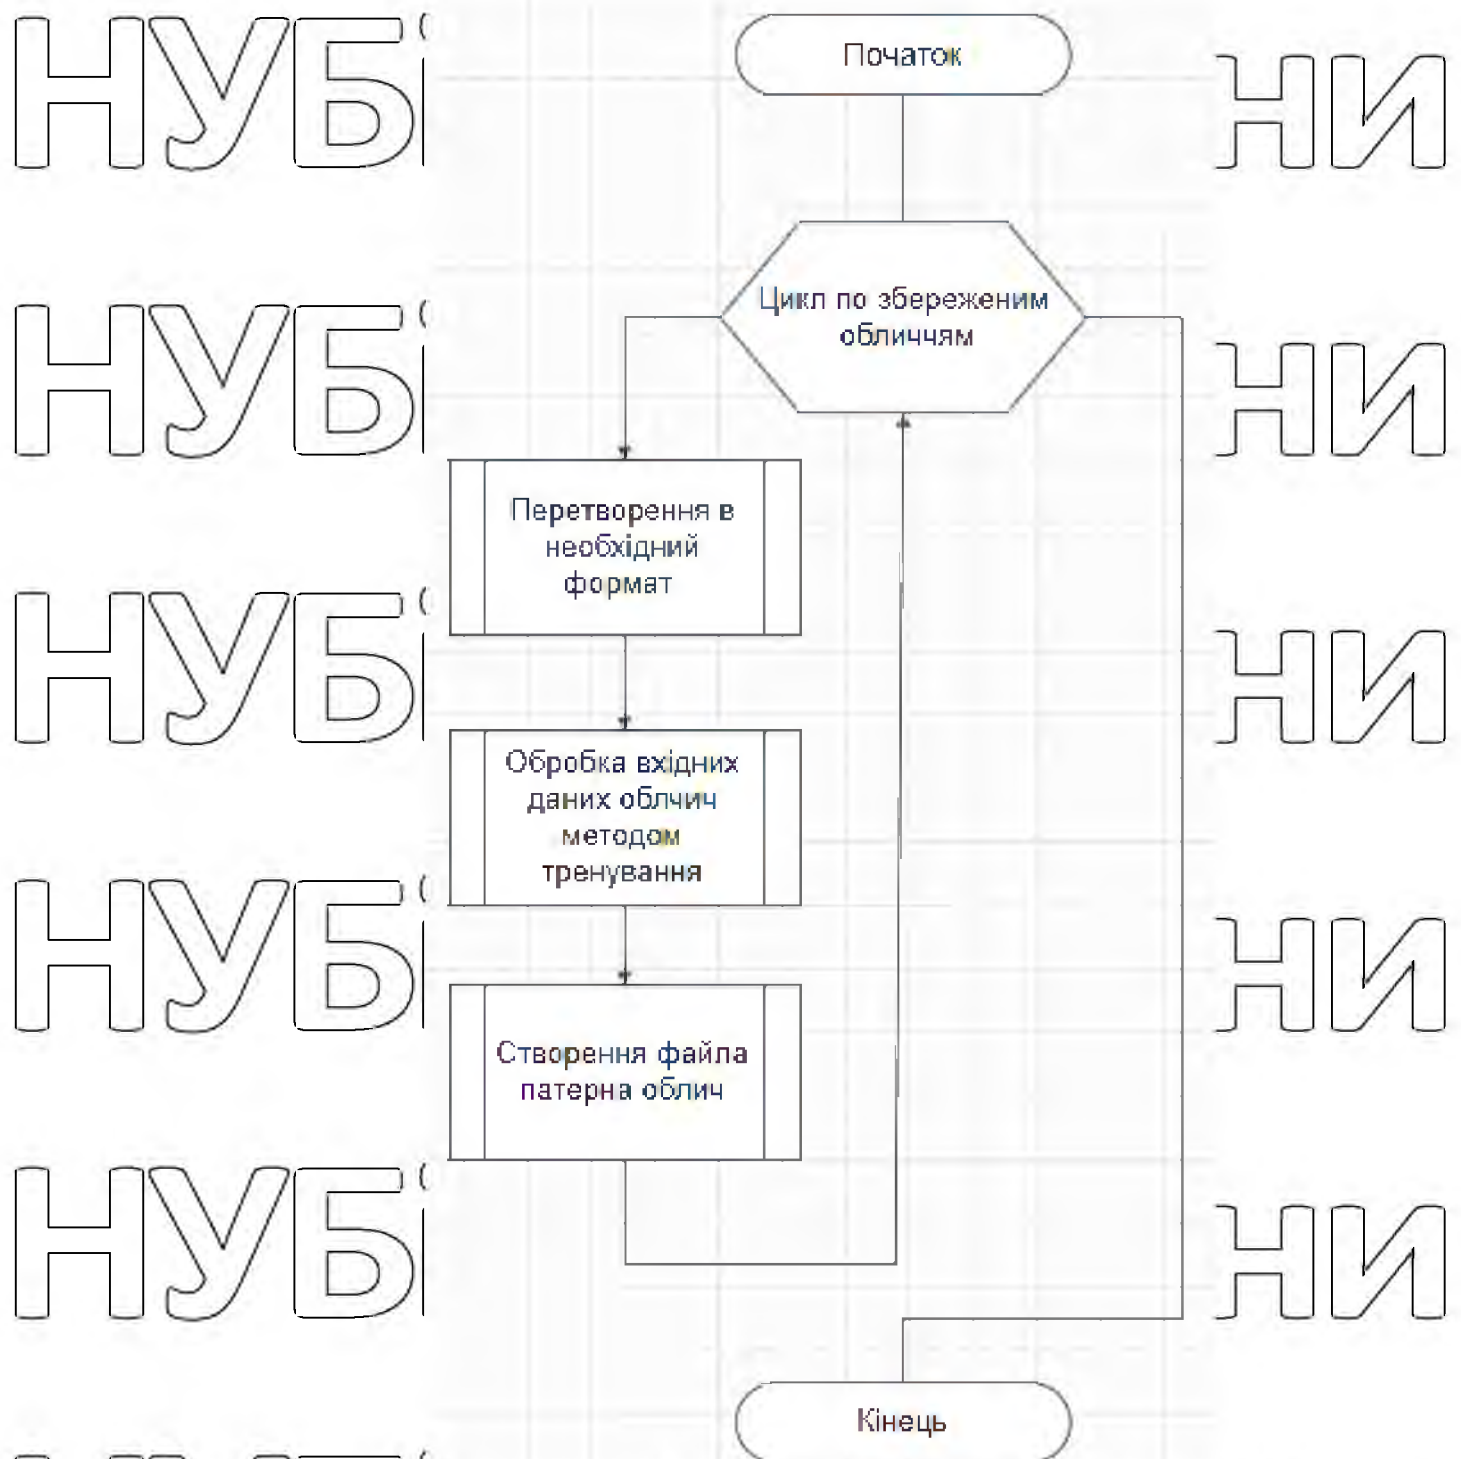 Початок
Цикл по збереженим
обличчям
Перетворення в
необхідний
формат
Обробка вхідних
даних облчич
методом
тренування
Створення файла
патерна облич
Кінець
НУБ
НИ
НУБ
НИ
НУБ
НИ
НУБ
НИ
НУБ
НИ